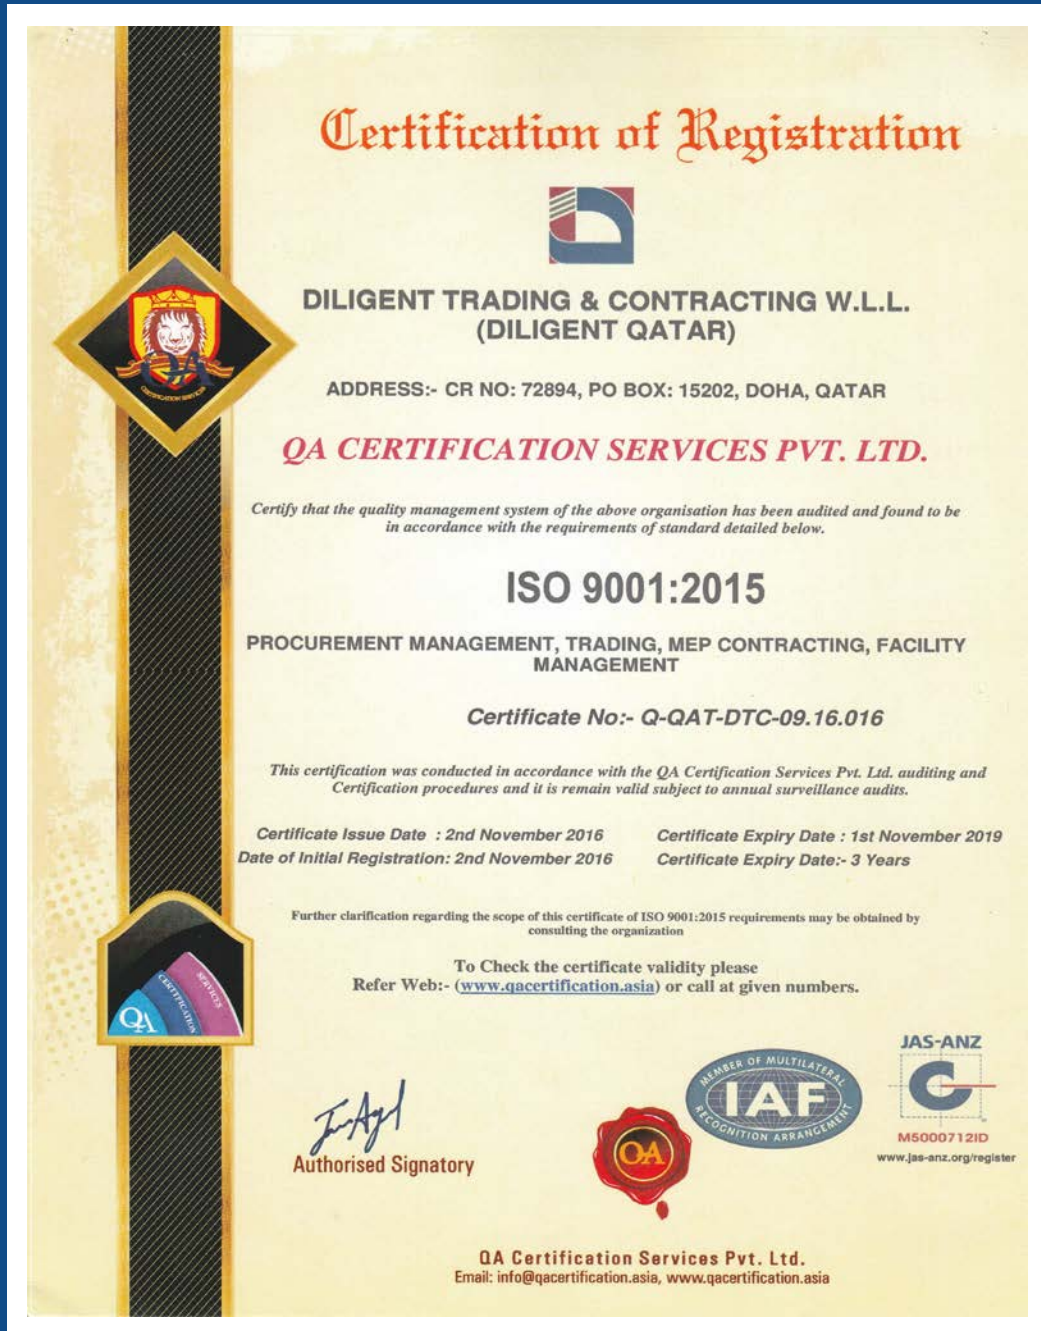 Certification of Registration
DILIGENT TRADING & CONTRACTING W.L.L.
(DILIGENT QATAR)
ADDRESS:- CR NO: 72894, PO BOX: 15202, DOHA, QATAR
QA
CERTIFICATION SERVICES
QA CERTIFICATION SERVICES PVT. LTD.
Certify that the quality management system of the above organisation has been audited and found to be
in accordance with the requirements of standard detailed below.
ISO 9001:2015
PROCUREMENT MANAGEMENT, TRADING, MEP CONTRACTING, FACILITY
MANAGEMENT
Certificate No:- Q-QAT-DTC-09.16.016
This certification was conducted in accordance with the QA Certification Services Pvt. Ltd. auditing and
Certification procedures and it is remain valid subject to annual surveillance audits.
Certificate Issue Date : 2nd November 2016 Certificate Expiry Date : 1st November 2019
Date of Initial Registration: 2nd November 2016 Certificate Expiry Date:- 3 Years
Further clarification regarding the scope of this certificate of ISO 9001:2015 requirements may be obtained by
consulting the organization
To Check the certificate validity please
Refer Web:- (www.qacertification.asia) or call at given numbers.
QA
CERTIFICATION
SERVICES
Authorised Signatory
QA
MEMBER OF MULTILATERAL
IAF
RECOGNITION ARRANGEMENT
JAS-ANZ
M5000712ID
www.jas-anz.org/register
QA Certification Services Pvt. Ltd.
Email: info@qacertification.asia, www.qacertification.asia